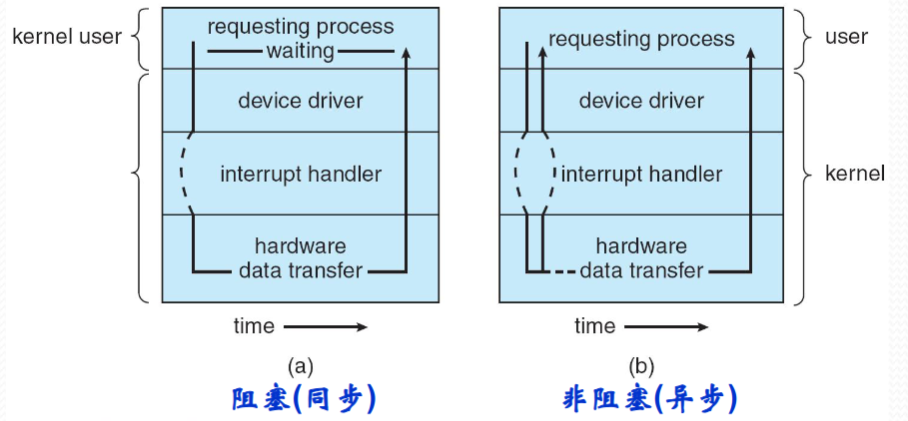 kernel user
requesting process
waiting
device driver
interrupt handler
hardware
data transfer
time
(a)
阻塞(同步)
requesting process
user
device driver
interrupt handler
kernel
hardware
data transfer
time
(b)
非阻塞(异步)